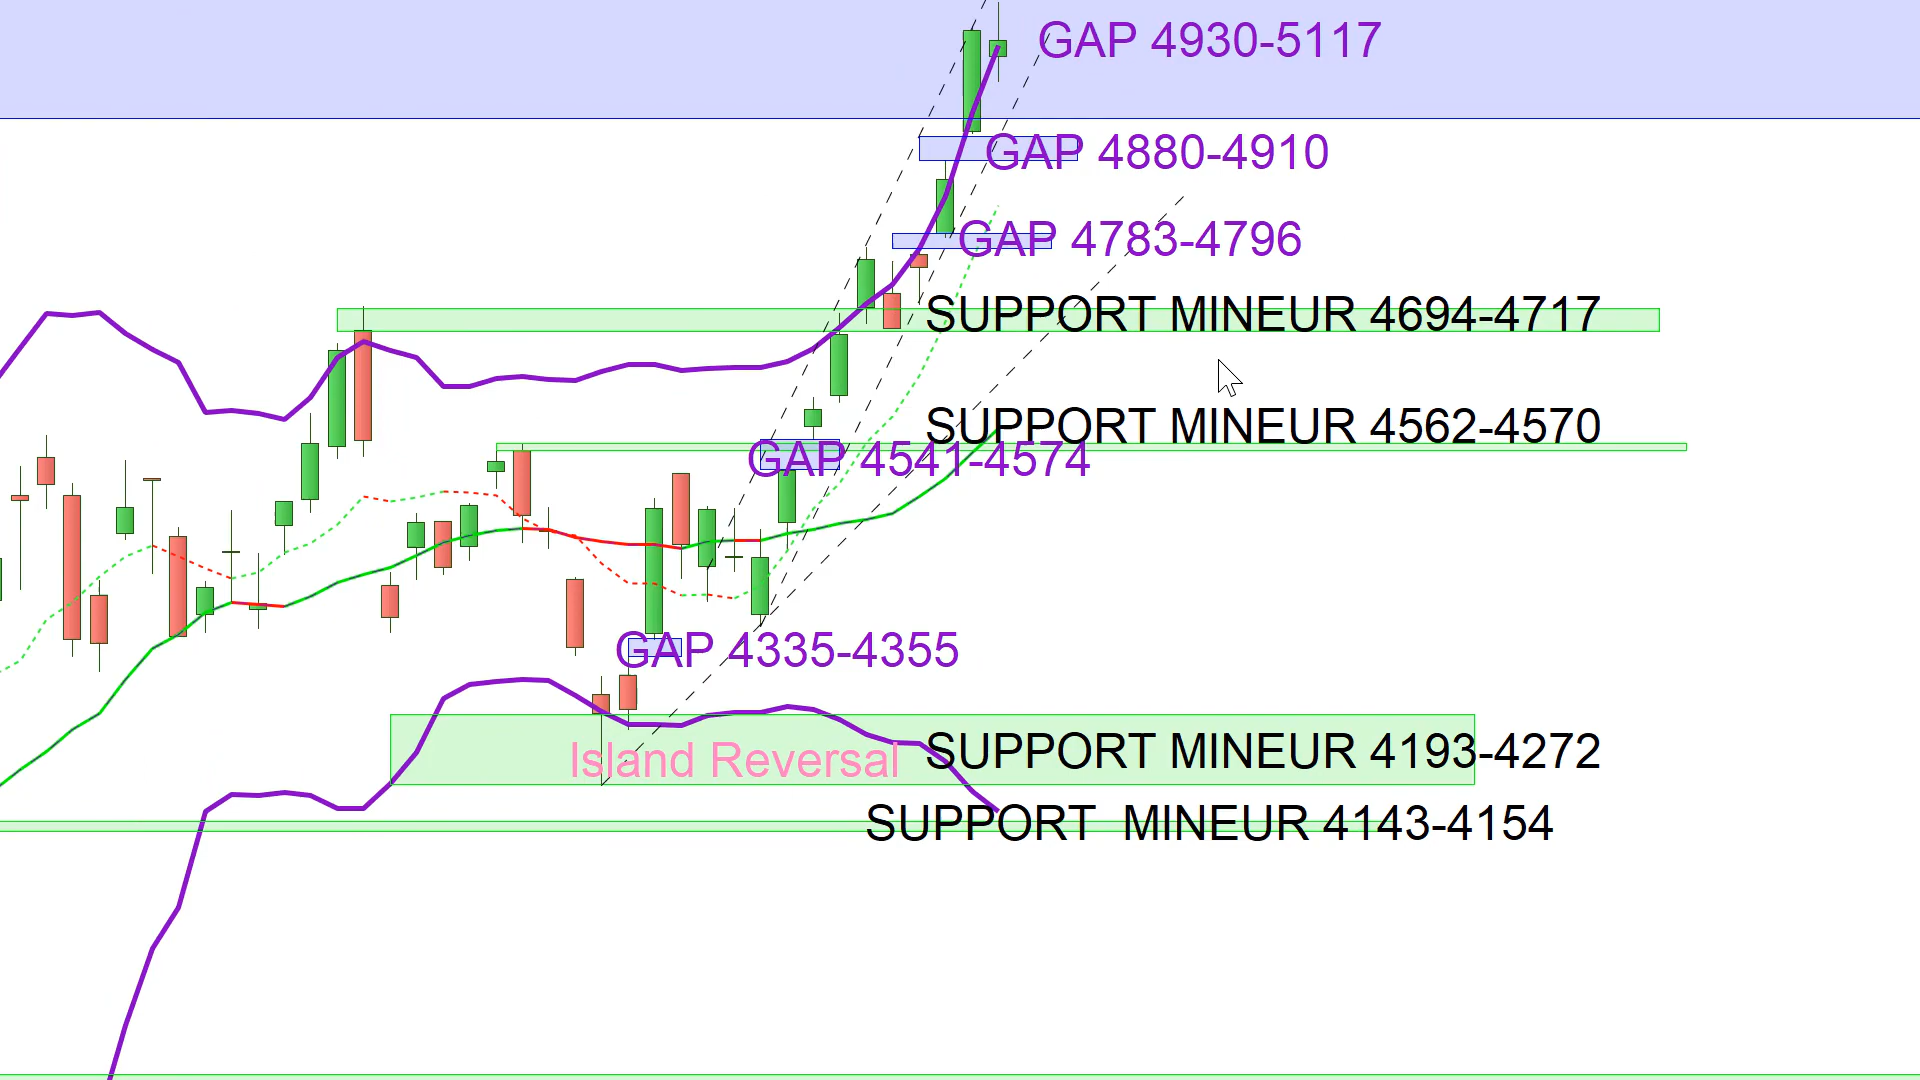 GAP 4930-5117
GAP 4880-4910
GAP 4783-4796
SUPPORT MINEUR 4694-4717
SUPPORT MINEUR 4562-4570
GAP 4541-4574
GAP 4335-4355
SUPPORT MINEUR 4193-4272
Island Reversal
SUPPORT  MINEUR 4143-4154